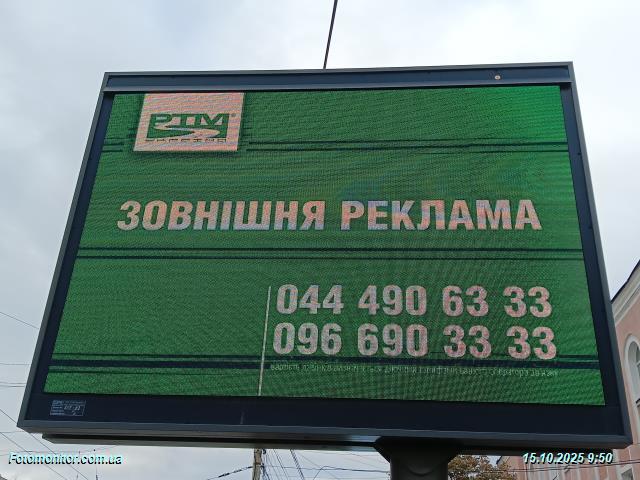 РТМ
ЗОВНІШНЯ РЕКЛАМА
044 490 63 33
096 690 33 33
Fotomonitor.com.ua
15.10.2025 9:50